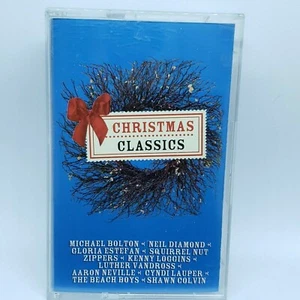 CHRISTMAS
CLASSICS
MICHAEL BOLTON • NEIL DIAMOND •
GLORIA ESTEFAN • SQUIRREL NUT
ZIPPERS • KENNY LOGGINS •
LUTHER VANDROSS •
AARON NEVILLE • CYNDI LAUPER •
THE BEACH BOYS • SHAWN COLVIN